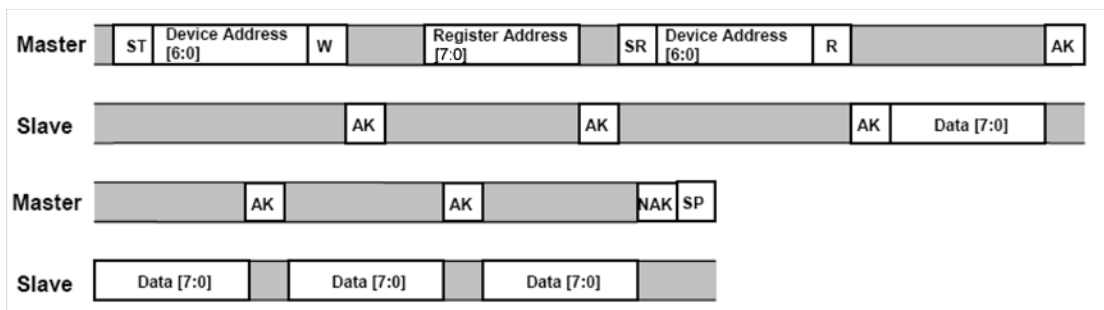 Master ST Device Address [6:0] W Register Address [7:0] SR Device Address [6:0] R AK
Slave AK AK AK Data [7:0]
Master AK AK NAK SP
Slave Data [7:0] Data [7:0] Data [7:0]